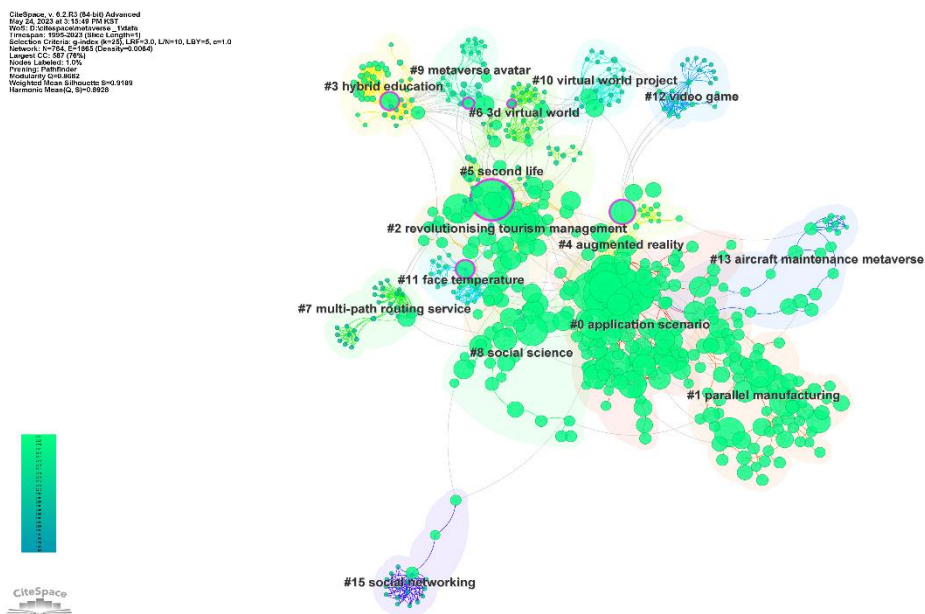 CiteSpace, v. 6.2.R3 (64-bit) Advanced
May 24, 2023 at 3:15:49 PM KST
WoS: D:\citespace\metaverse _1\data
Timespan: 1995-2023 (Slice Length=1)
Selection Criteria: g-index (k=25), LRF=3.0, L/N=10, LBY=5, e=1.0
Network: N=764, E=1865 (Density=0.0064)
Largest CC: 587 (76%)
Nodes Labeled: 1.0%
Pruning: Pathfinder
Modularity Q=0.8682
Weighted Mean Silhouette S=0.9189
Harmonic Mean(Q, S)=0.8928
#9 metaverse avatar
#10 virtual world project
#3 hybrid education
#12 video game
#6 3d virtual world
#5 second life
#2 revolutionising tourism management
#4 augmented reality
#13 aircraft maintenance metaverse
#11 face temperature
#7 multi-path routing service
#0 application scenario
#8 social science
#1 parallel manufacturing
#15 social networking
CiteSpace